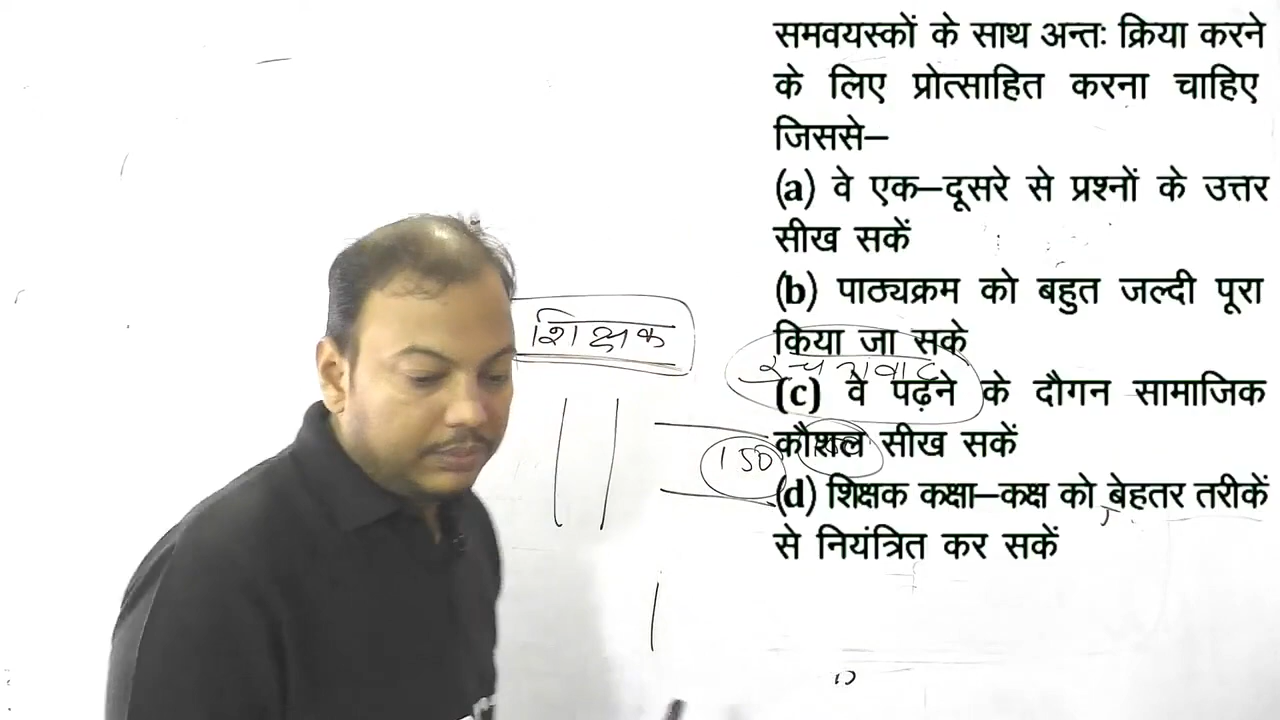 समवयस्कों के साथ अन्तः क्रिया करने
के लिए प्रोत्साहित करना चाहिए
जिससे–
(a) वे एक–दूसरे से प्रश्नों के उत्तर
सीख सकें
(b) पाठ्यक्रम को बहुत जल्दी पूरा
किया जा सके
(c) वे पढ़ने के दौगन सामाजिक
कौशल सीख सकें
(d) शिक्षक कक्षा–कक्ष को बेहतर तरीकें
से नियंत्रित कर सकें
शिक्षक
150